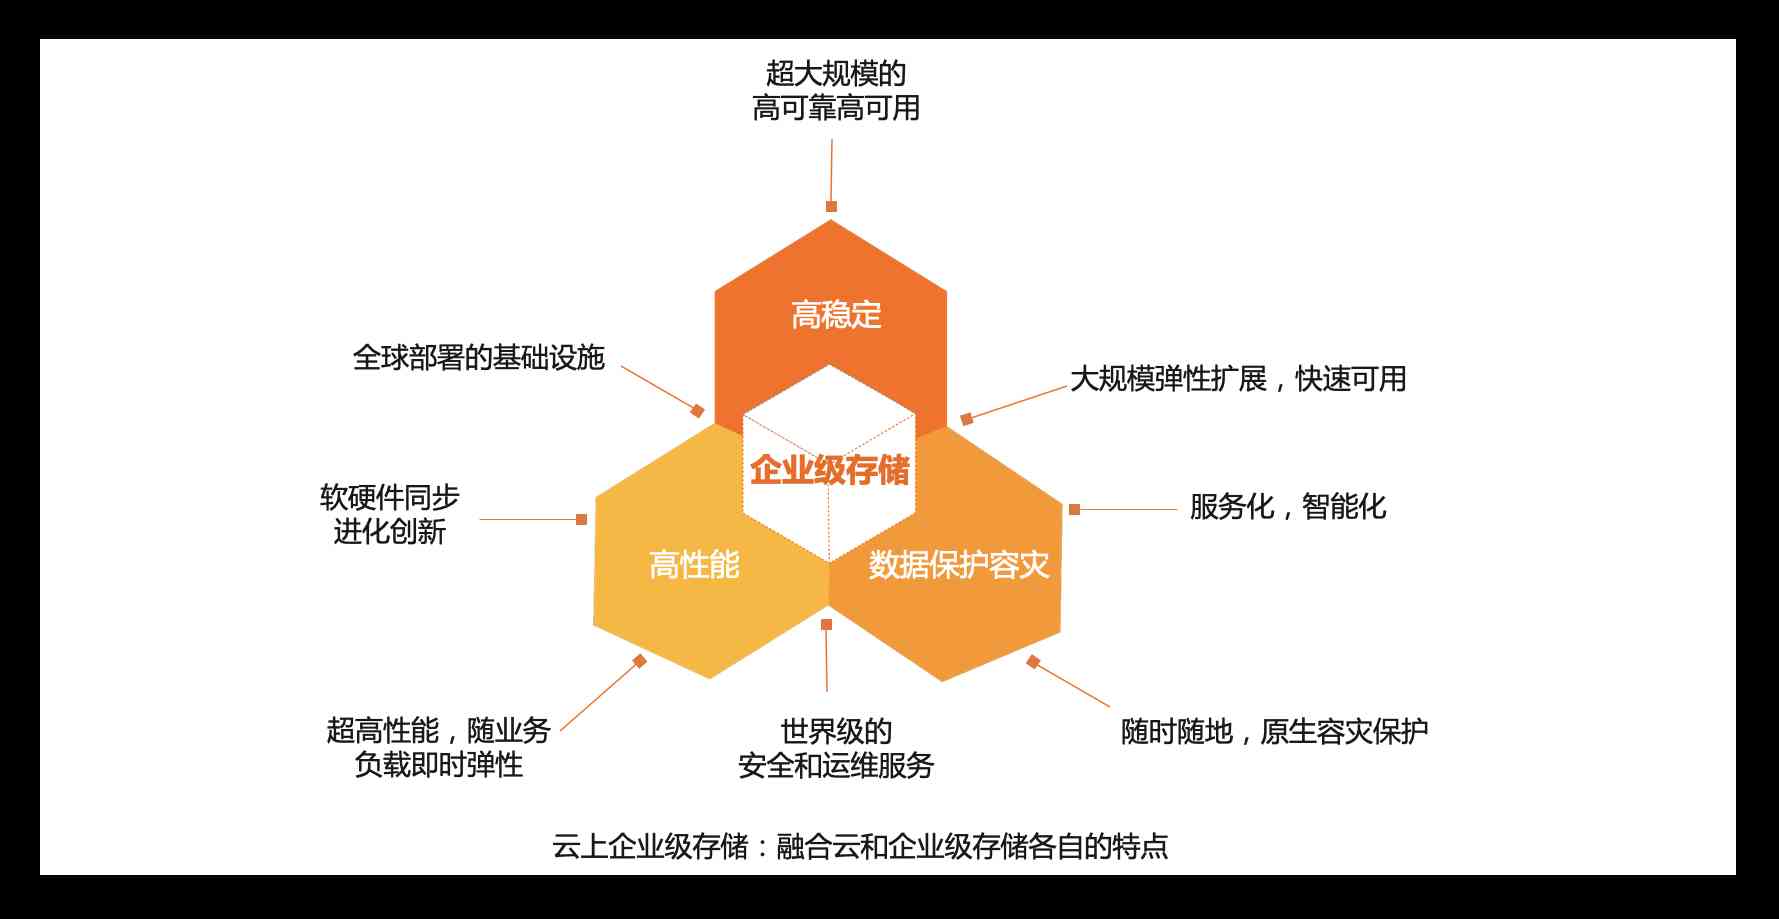 超大规模的
高可靠高可用
高稳定
全球部署的基础设施
大规模弹性扩展，快速可用
企业级存储
软硬件同步
进化创新
服务化，智能化
高性能
数据保护容灾
超高性能，随业务
负载即时弹性
世界级的
安全和运维服务
随时随地，原生容灾保护
云上企业级存储：融合云和企业级存储各自的特点